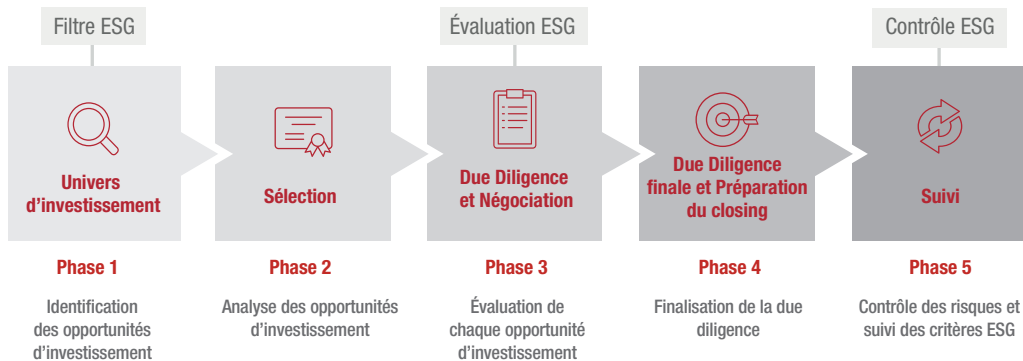 Filtre ESG
Évaluation ESG
Contrôle ESG
Univers
d'investissement
Sélection
Due Diligence
et Négociation
Due Diligence
finale et Préparation
du closing
Suivi
Phase 1
Phase 2
Phase 3
Phase 4
Phase 5
Identification
des opportunités
d'investissement
Analyse des opportunités
d'investissement
Évaluation de
chaque opportunité
d'investissement
Finalisation de la due
diligence
Contrôle des risques et
suivi des critères ESG